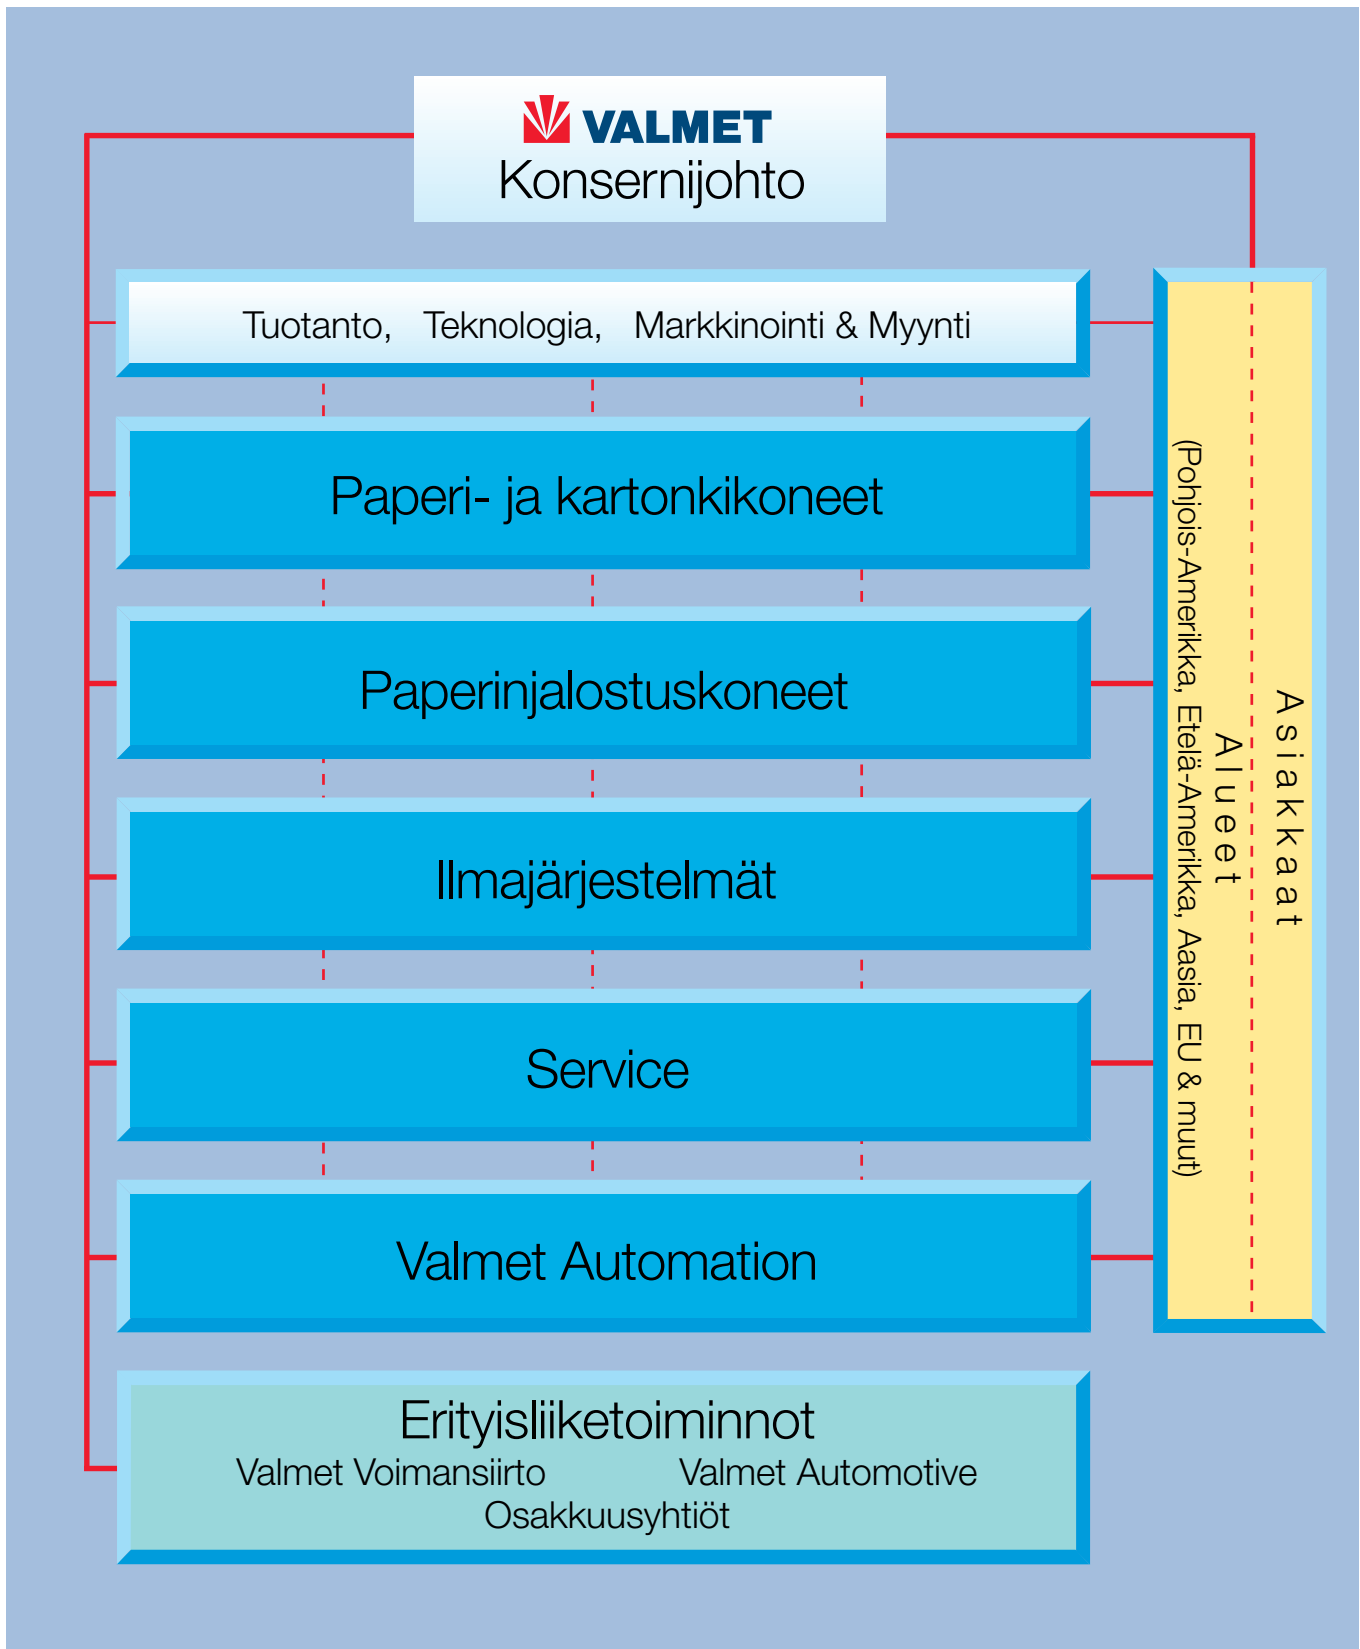 VALMET
Konsernijohto
Tuotanto, Teknologia, Markkinointi & Myynti
Paperi- ja kartonkikoneet
Paperinjalostuskoneet
Ilmajärjestelmät
Service
Valmet Automation
Erityisliiketoiminnot
Valmet Voimansiirto Valmet Automotive
Osakkuusyhtiöt
Asiakkaat
Alueet
(Pohjois-Amerikka, Etelä-Amerikka, Aasia, EU & muut)